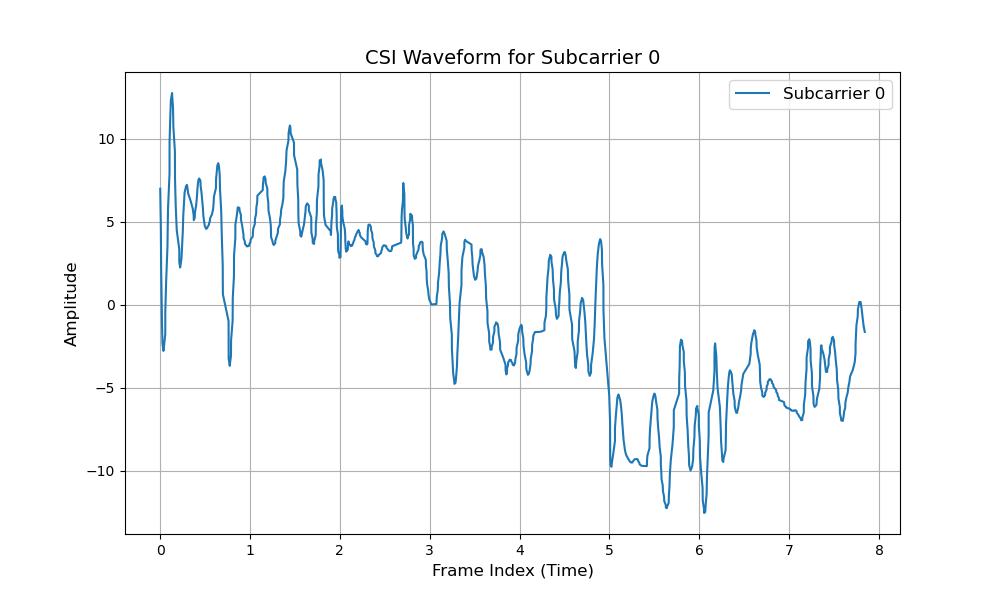 CSI Waveform for Subcarrier 0
Subcarrier 0
10
5
0
−5
−10
Amplitude
0 1 2 3 4 5 6 7 8
Frame Index (Time)